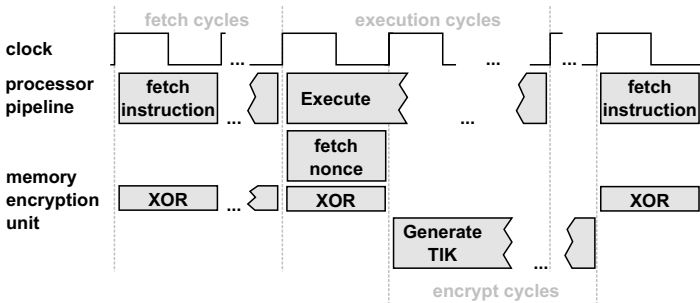 fetch cycles execution cycles
clock
... ... ...
processor pipeline
fetch instruction
...
Execute
...
fetch instruction
fetch nonce
memory encryption unit
XOR
...
XOR
XOR
Generate TIK
...
encrypt cycles